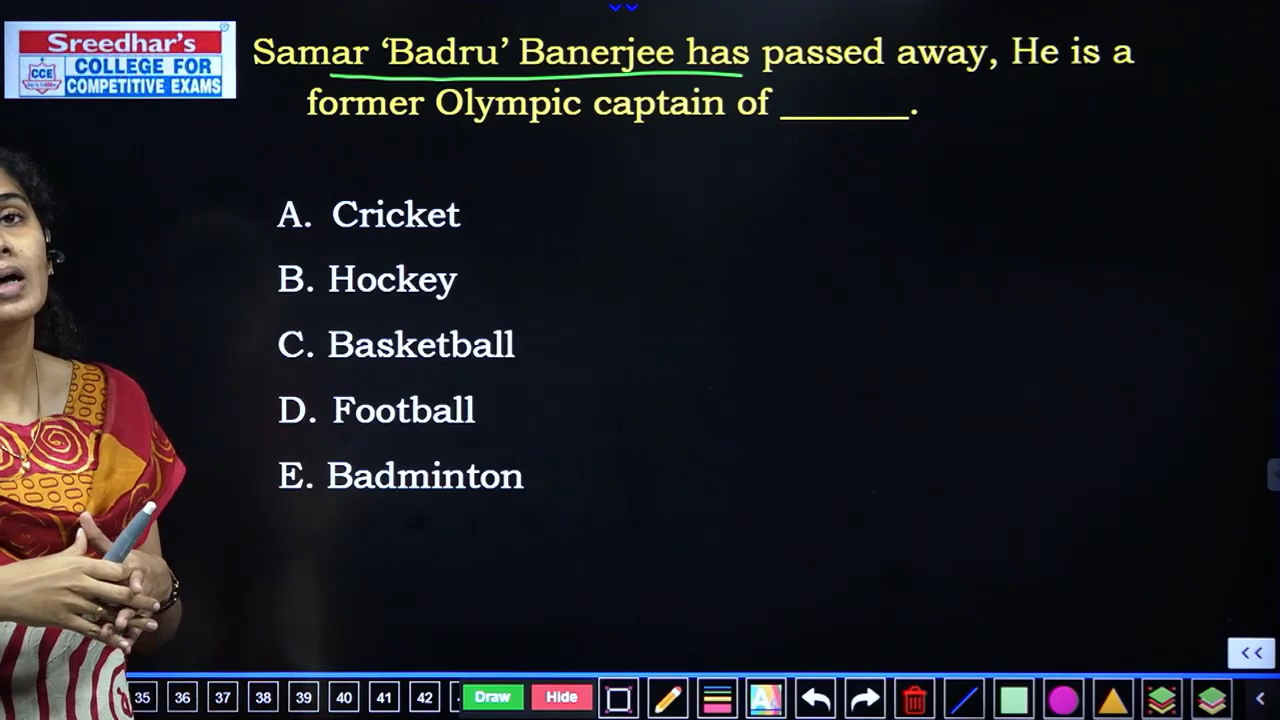 Sreedhar's
CCE
COLLEGE FOR
COMPETITIVE EXAMS
Samar ‘Badru’ Banerjee has passed away, He is a
former Olympic captain of _______.
A. Cricket
B. Hockey
C. Basketball
D. Football
E. Badminton
<<
35 36 37 38 39 40 41 42 Draw Hide A <